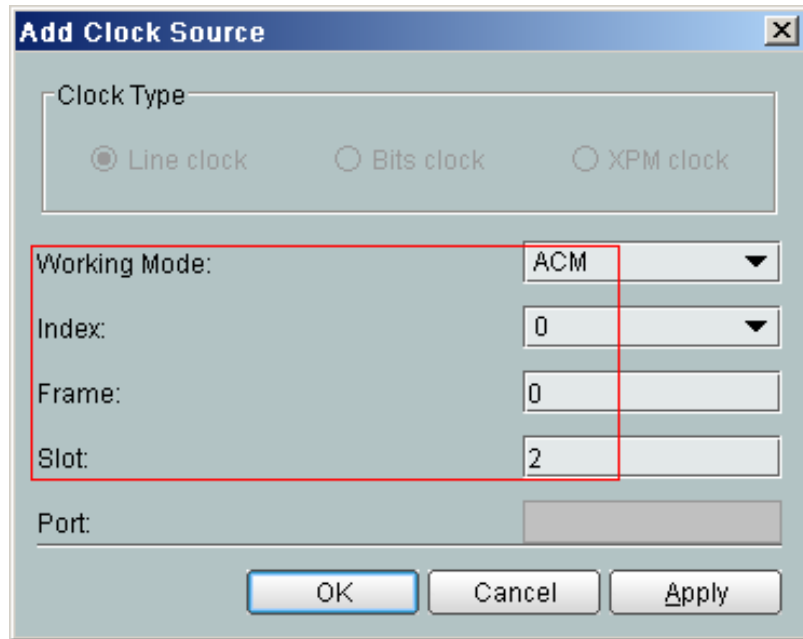 Add Clock Source
Clock Type
Line clock Bits clock XPM clock
Working Mode: ACM
Index: 0
Frame: 0
Slot: 2
Port:
OK Cancel Apply